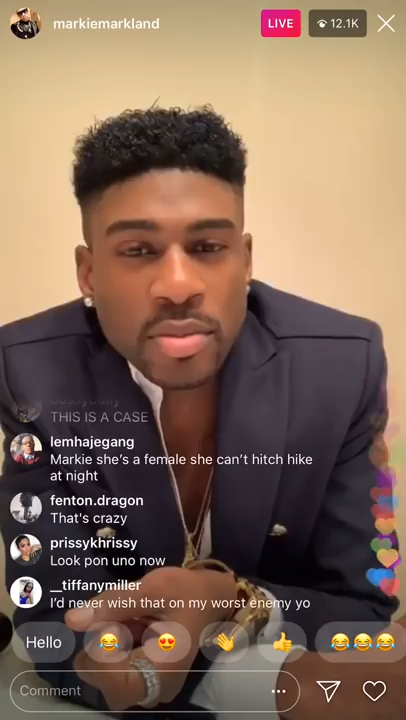 markiemarkland
LIVE
12.1K
THIS IS A CASE
lemhajegang
Markie she's a female she can't hitch hike
at night
fenton.dragon
That's crazy
prissykhrissy
Look pon uno now
__tiffanymiller
I'd never wish that on my worst enemy yo
Hello
Comment